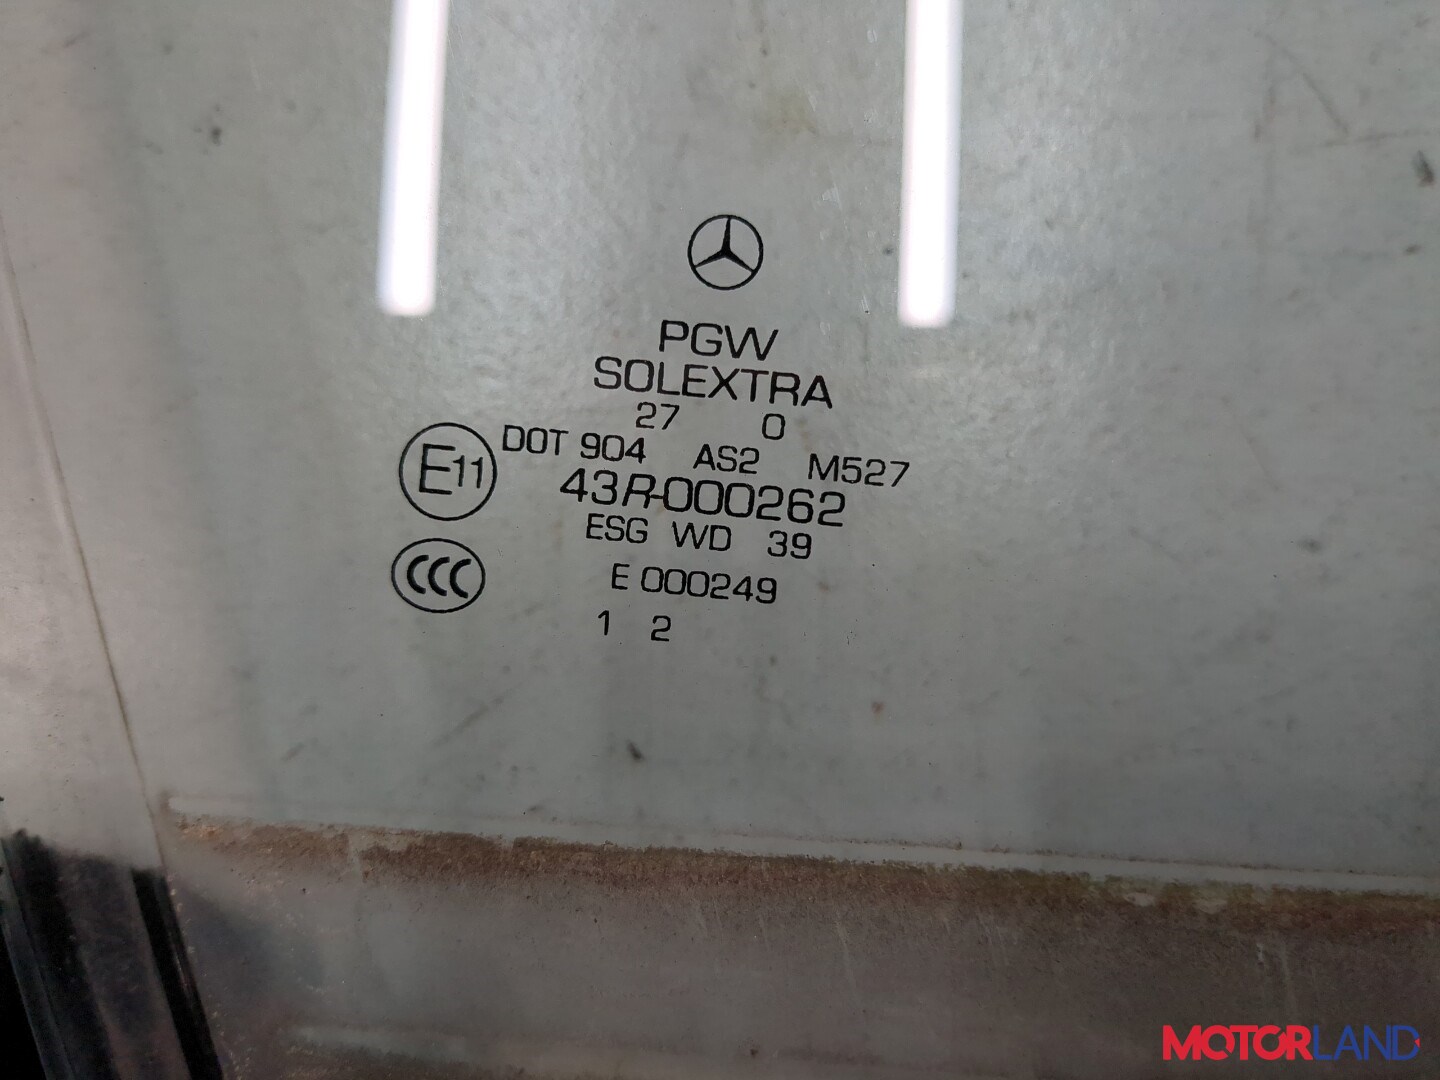 PGW
SOLEXTRA
27 0
DOT 904 AS2 M527
E11 43R-000262
ESG WD 39
CCC E 000249
1 2
MOTORLAND